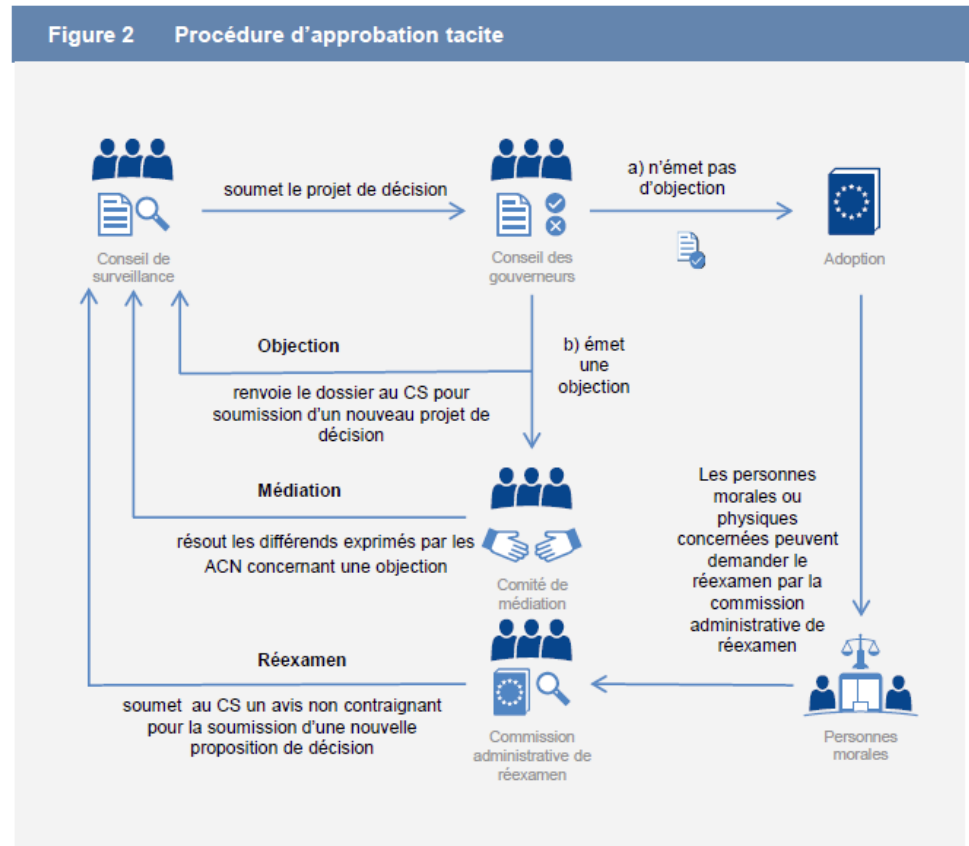 Figure 2 Procédure d'approbation tacite
soumet le projet de décision
a) n'émet pas
d'objection
Conseil de
surveillance
Conseil des
gouverneurs
Adoption
Objection
b) émet
une
objection
renvoie le dossier au CS pour
soumission d'un nouveau projet de
décision
Médiation
résout les différends exprimés par les
ACN concernant une objection
Comité de
médiation
Les personnes
morales ou
physiques
concernées peuvent
demander le
réexamen par la
commission
administrative de
réexamen
Réexamen
soumet au CS un avis non contraignant
pour la soumission d'une nouvelle
proposition de décision
Commission
administrative de
réexamen
Personnes
morales